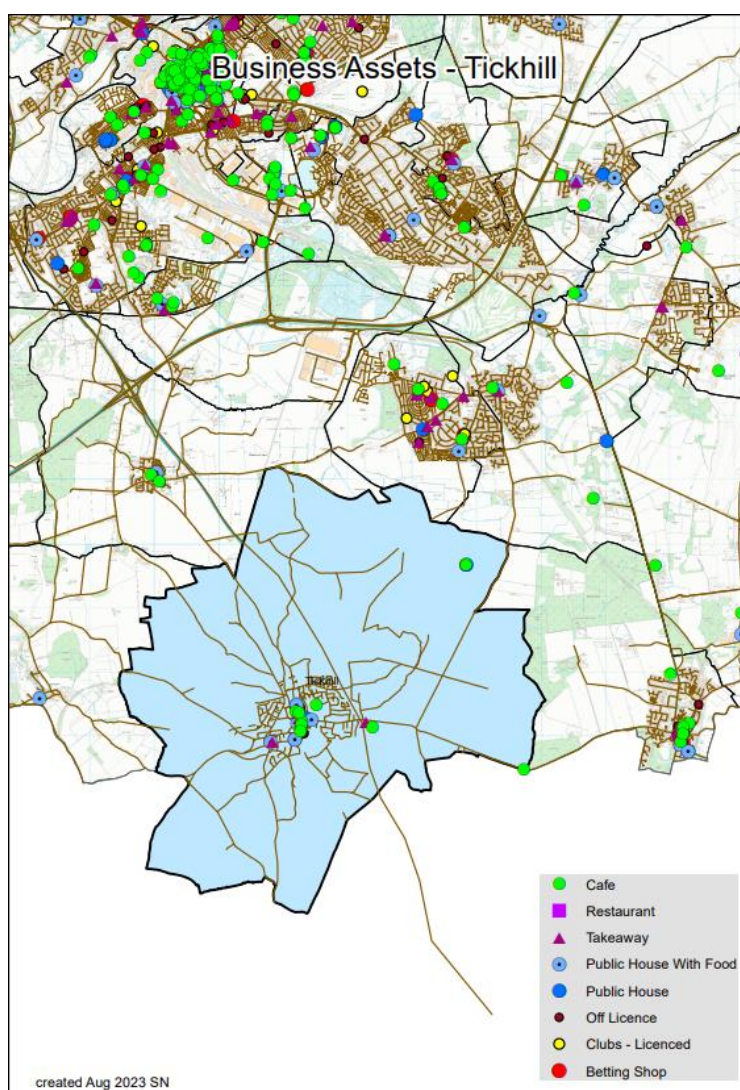 Business Assets - Tickhill
Tickhill
Cafe
Restaurant
Takeaway
Public House With Food
Public House
Off Licence
Clubs - Licenced
Betting Shop
created Aug 2023 SN